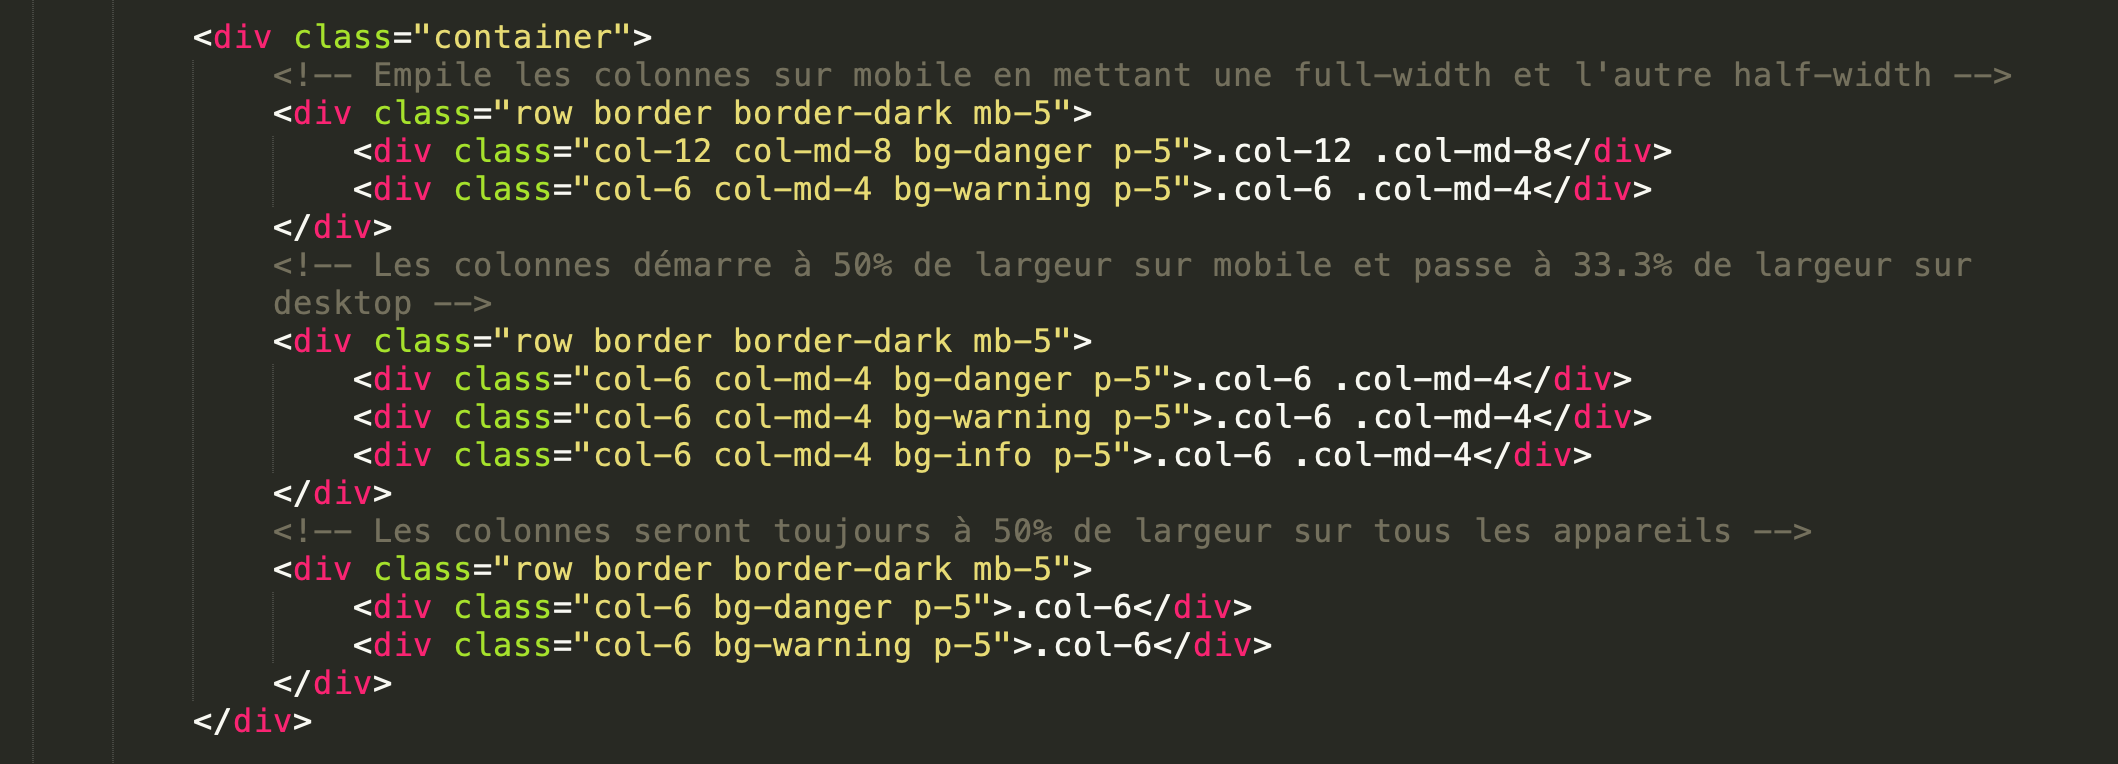 <div class="container">
<!-- Empile les colonnes sur mobile en mettant une full-width et l'autre half-width -->
<div class="row border border-dark mb-5">
<div class="col-12 col-md-8 bg-danger p-5">.col-12 .col-md-8</div>
<div class="col-6 col-md-4 bg-warning p-5">.col-6 .col-md-4</div>
</div>
<!-- Les colonnes démarre à 50% de largeur sur mobile et passe à 33.3% de largeur sur
desktop -->
<div class="row border border-dark mb-5">
<div class="col-6 col-md-4 bg-danger p-5">.col-6 .col-md-4</div>
<div class="col-6 col-md-4 bg-warning p-5">.col-6 .col-md-4</div>
<div class="col-6 col-md-4 bg-info p-5">.col-6 .col-md-4</div>
</div>
<!-- Les colonnes seront toujours à 50% de largeur sur tous les appareils -->
<div class="row border border-dark mb-5">
<div class="col-6 bg-danger p-5">.col-6</div>
<div class="col-6 bg-warning p-5">.col-6</div>
</div>
</div>